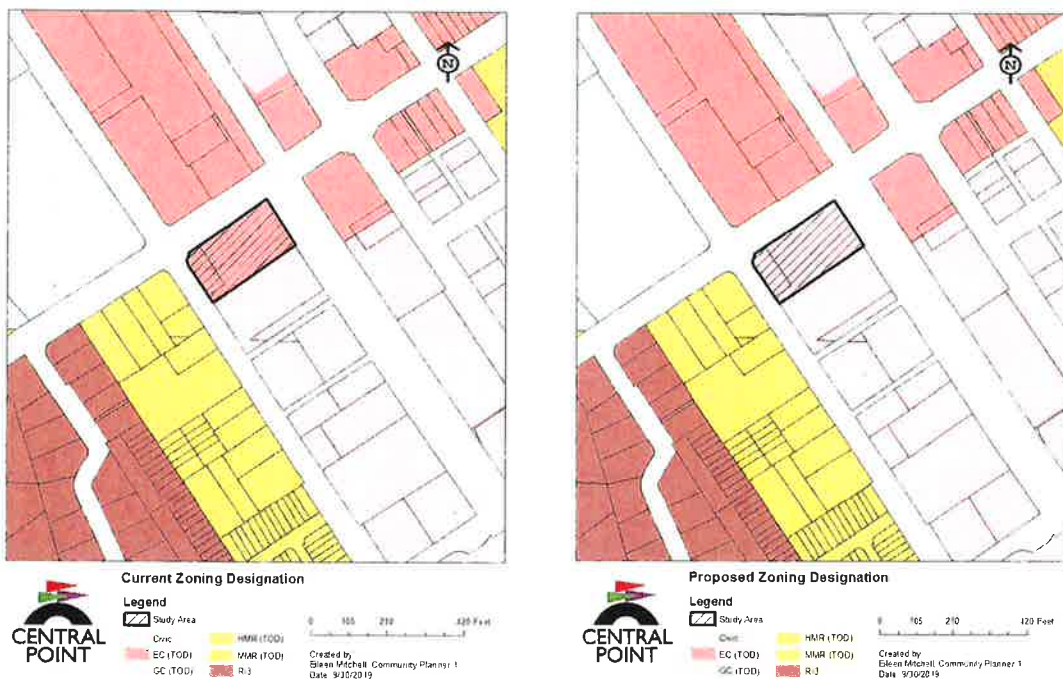 N
Current Zoning Designation
Legend
Study Area
Civic
EC (TOD)
GC (TOD)
HMR (TOD)
MMR (TOD)
R-3
0 105 210 420 Feet
Created by
Eileen Mitchell, Community Planner 1
Date 9/30/2019
CENTRAL
POINT
N
Proposed Zoning Designation
Legend
Study Area
Civic
EC (TOD)
GC (TOD)
HMR (TOD)
MMR (TOD)
R-3
0 105 210 420 Feet
Created by
Eileen Mitchell, Community Planner 1
Date 9/30/2019
CENTRAL
POINT